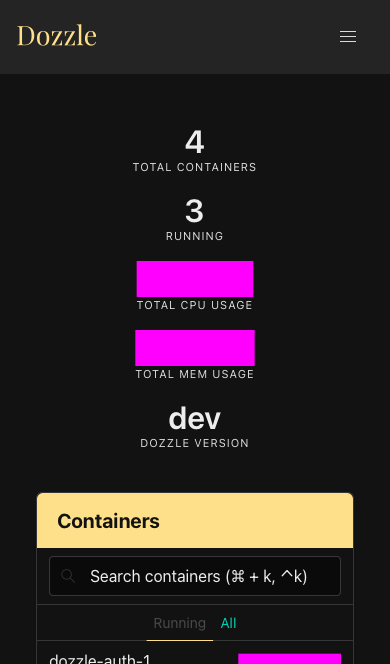 Dozzle
4
TOTAL CONTAINERS
3
RUNNING
TOTAL CPU USAGE
TOTAL MEM USAGE
dev
DOZZLE VERSION
Containers
Search containers (⌘ + k, ⌃k)
Running All
dozzle-auth-1